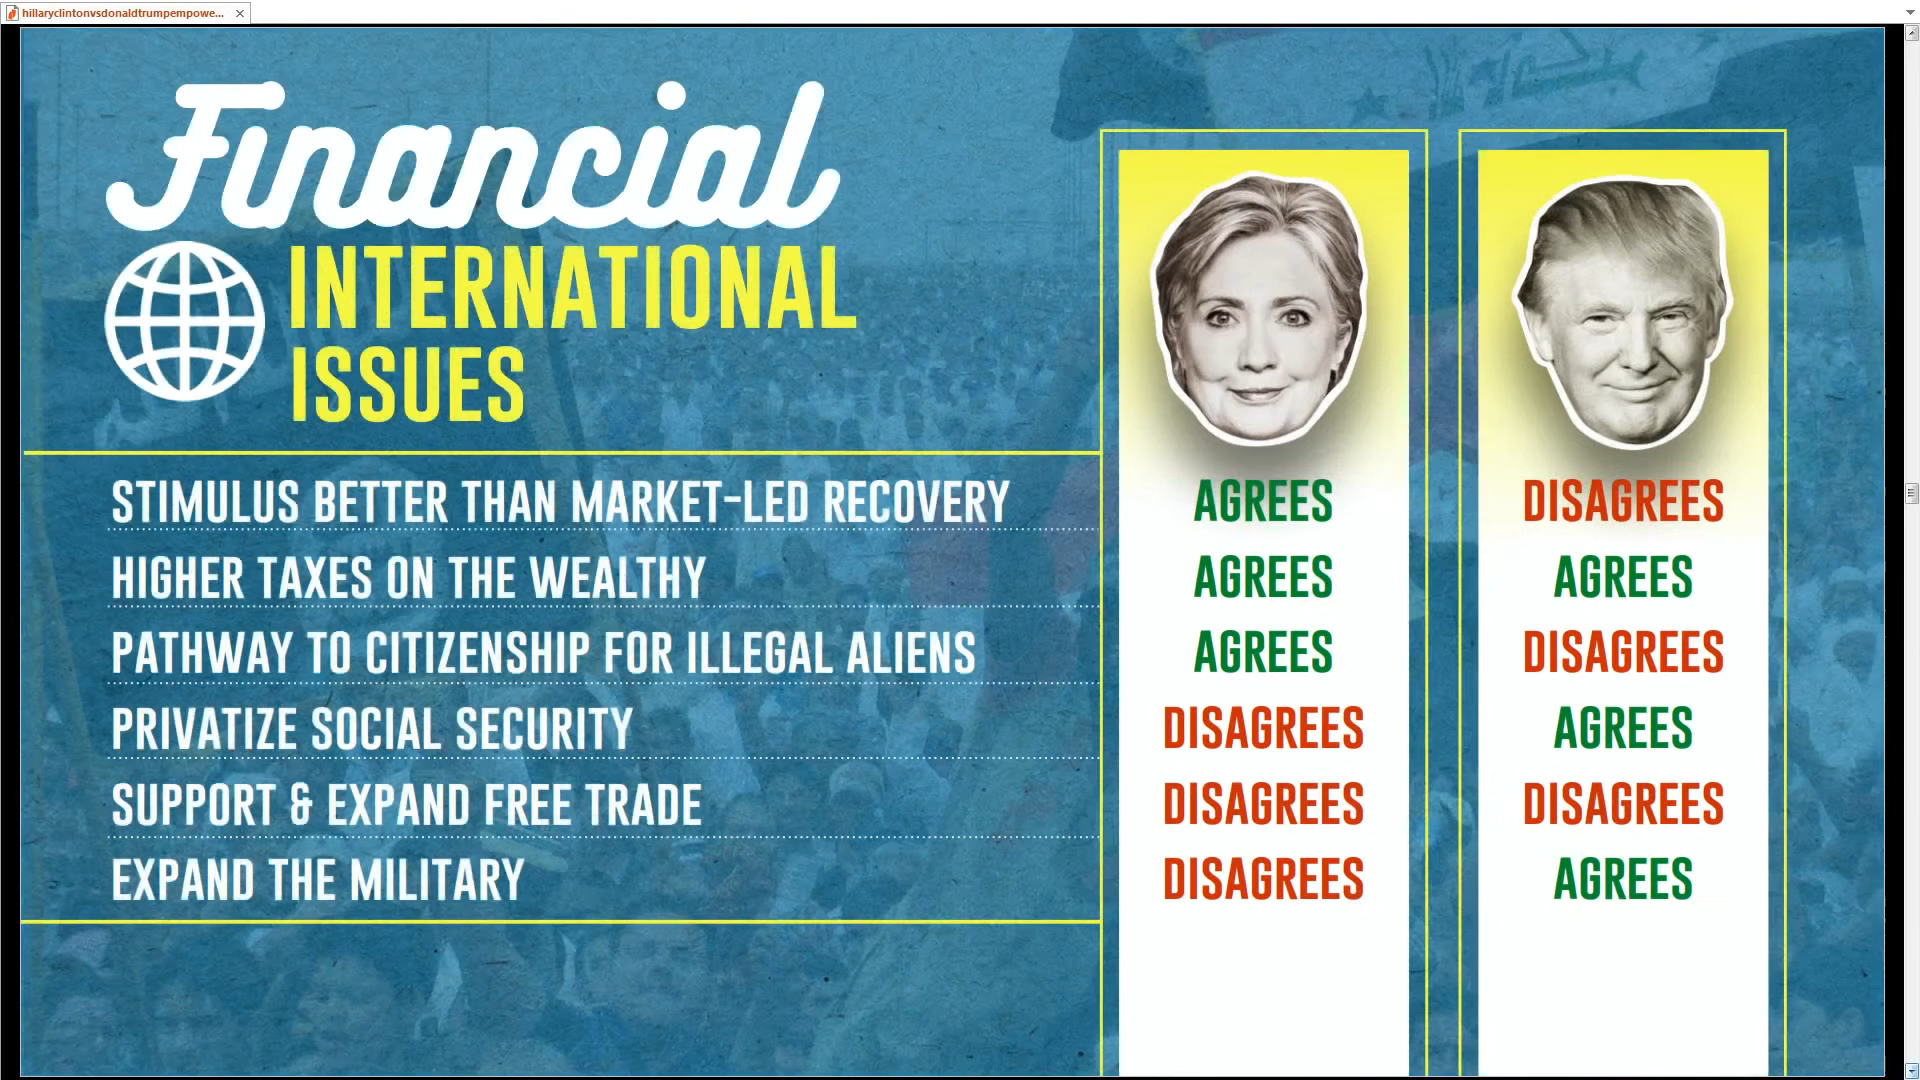 hillaryclintonvsdonaldtrumpempowe...
Financial
INTERNATIONAL
ISSUES
STIMULUS BETTER THAN MARKET-LED RECOVERY AGREES DISAGREES
HIGHER TAXES ON THE WEALTHY AGREES AGREES
PATHWAY TO CITIZENSHIP FOR ILLEGAL ALIENS AGREES DISAGREES
PRIVATIZE SOCIAL SECURITY DISAGREES AGREES
SUPPORT & EXPAND FREE TRADE DISAGREES DISAGREES
EXPAND THE MILITARY DISAGREES AGREES